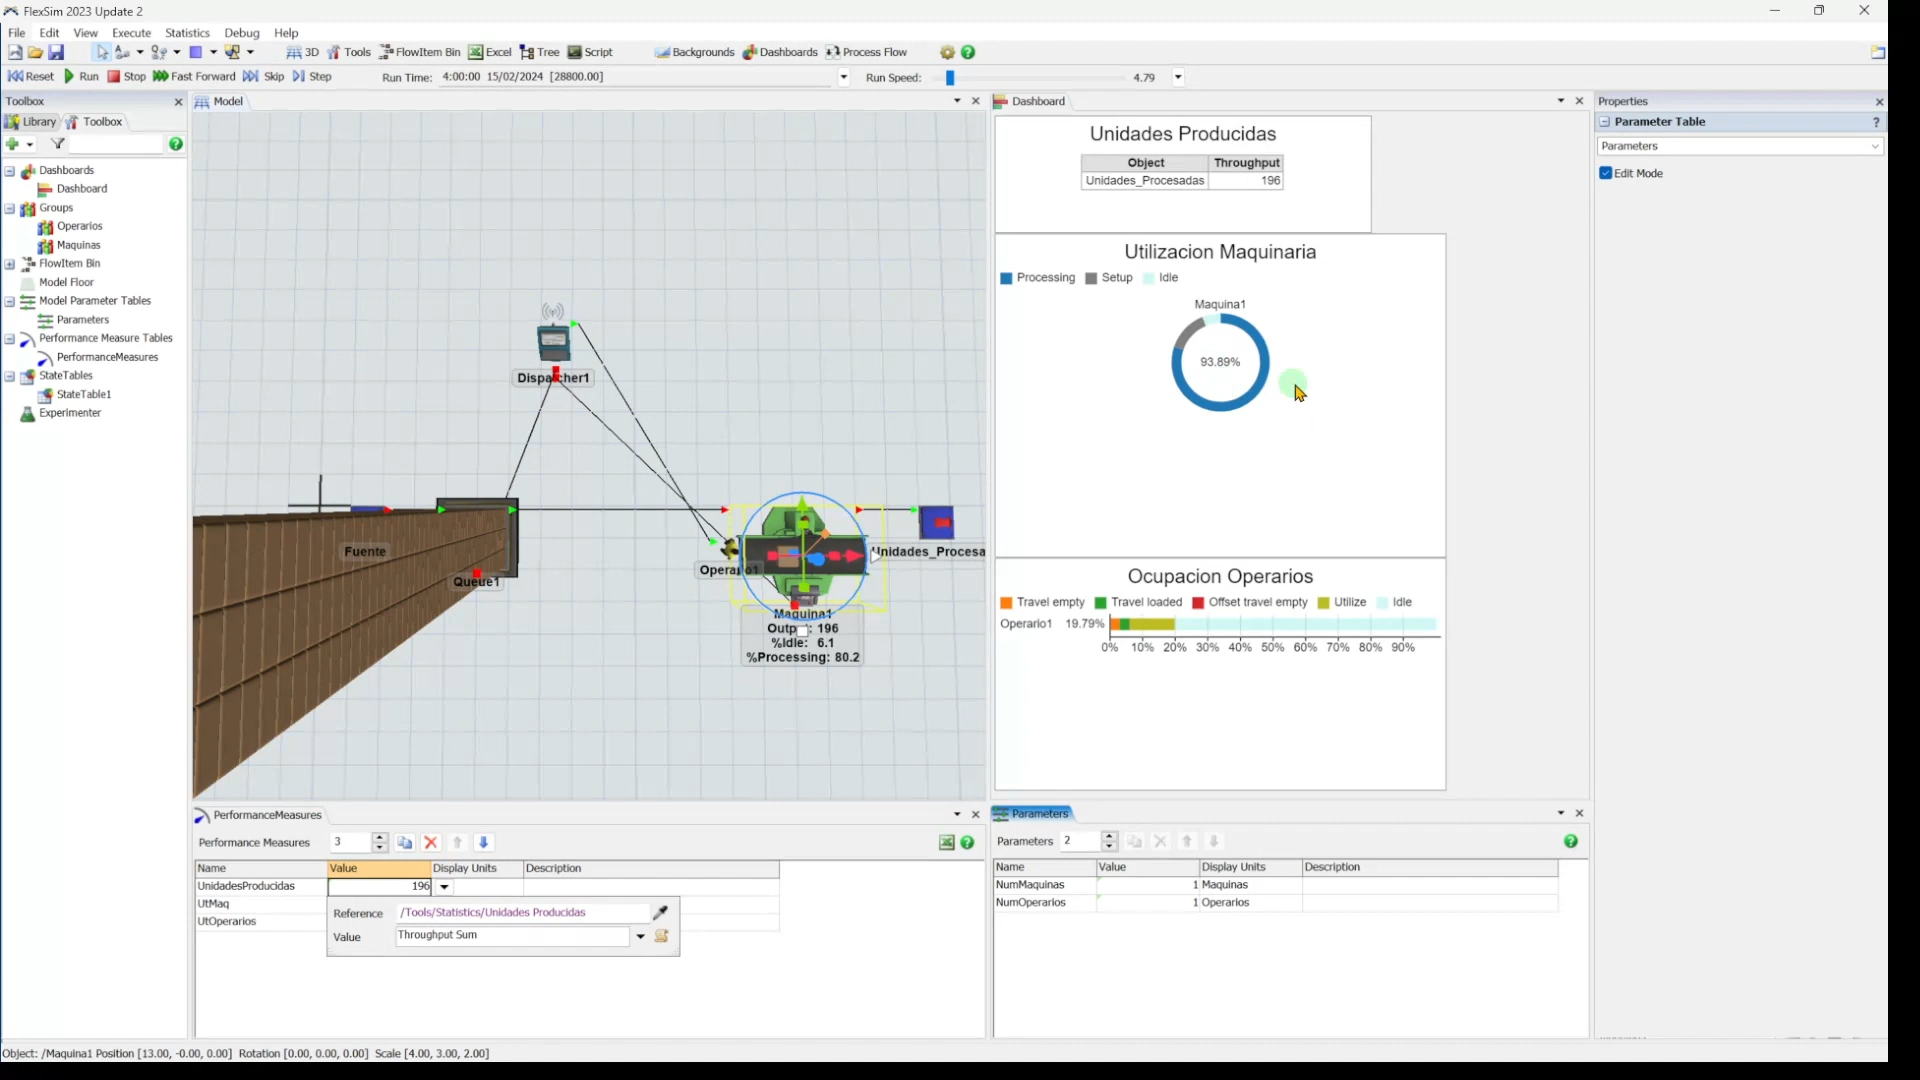 FlexSim 2023 Update 2
File Edit View Execute Statistics Debug Help
3D Tools FlowItem Bin Excel Tree Script Backgrounds Dashboards Process Flow
Reset Run Stop Fast Forward Skip Step Run Time: 4:00:00 15/02/2024 [28800.00] Run Speed: 4.79
Toolbox
Library Toolbox
Dashboards
Dashboard
Groups
Operarios
Maquinas
FlowItem Bin
Model Floor
Model Parameter Tables
Parameters
Performance Measure Tables
PerformanceMeasures
StateTables
StateTable1
Experimenter
Model
Dispatcher1
Fuente
Queue1
Operario1
Unidades_Procesa
Maquina1
Output: 196
%Idle: 6.1
%Processing: 80.2
Dashboard
Unidades Producidas
Object Throughput
Unidades_Procesadas 196
Utilizacion Maquinaria
Processing Setup Idle
Maquina1
93.89%
Ocupacion Operarios
Travel empty Travel loaded Offset travel empty Utilize Idle
Operario1 19.79%
0% 10% 20% 30% 40% 50% 60% 70% 80% 90%
Properties
Parameter Table ?
Parameters
Edit Mode
PerformanceMeasures
Performance Measures 3
Name Value Display Units Description
UnidadesProducidas 196
UtMaq
UtOperarios
Reference /Tools/Statistics/Unidades Producidas
Value Throughput Sum
Parameters
Parameters 2
Name Value Display Units Description
NumMaquinas 1 Maquinas
NumOperarios 1 Operarios
Object: /Maquina1 Position [13.00, -0.00, 0.00] Rotation [0.00, 0.00, 0.00] Scale [4.00, 3.00, 2.00]